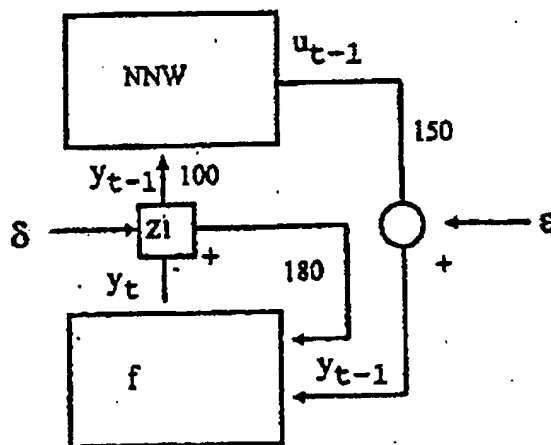 u_{t-1}
NNW
150
y_{t-1} 100
δ zi ε
+ +
y_t 180
f y_{t-1}